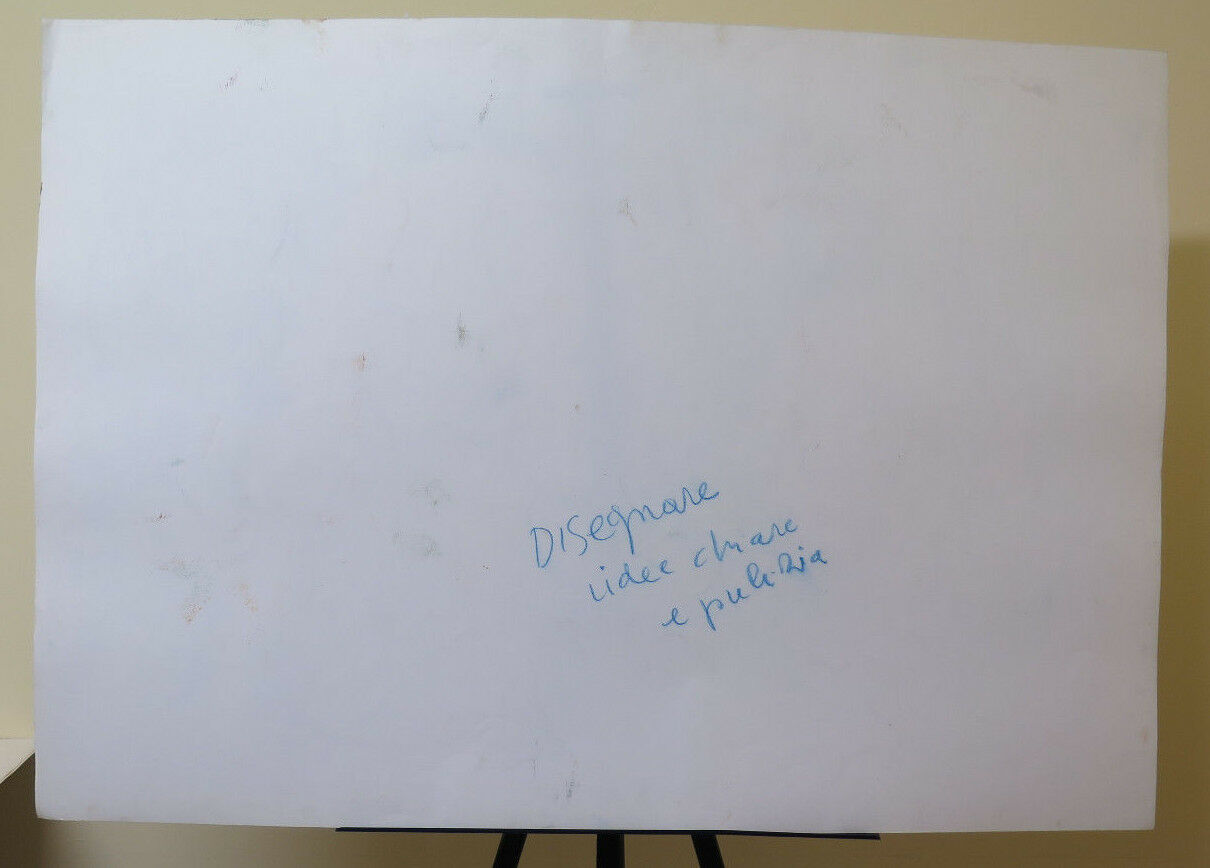 DISegnare
idee chiare
e pulizia